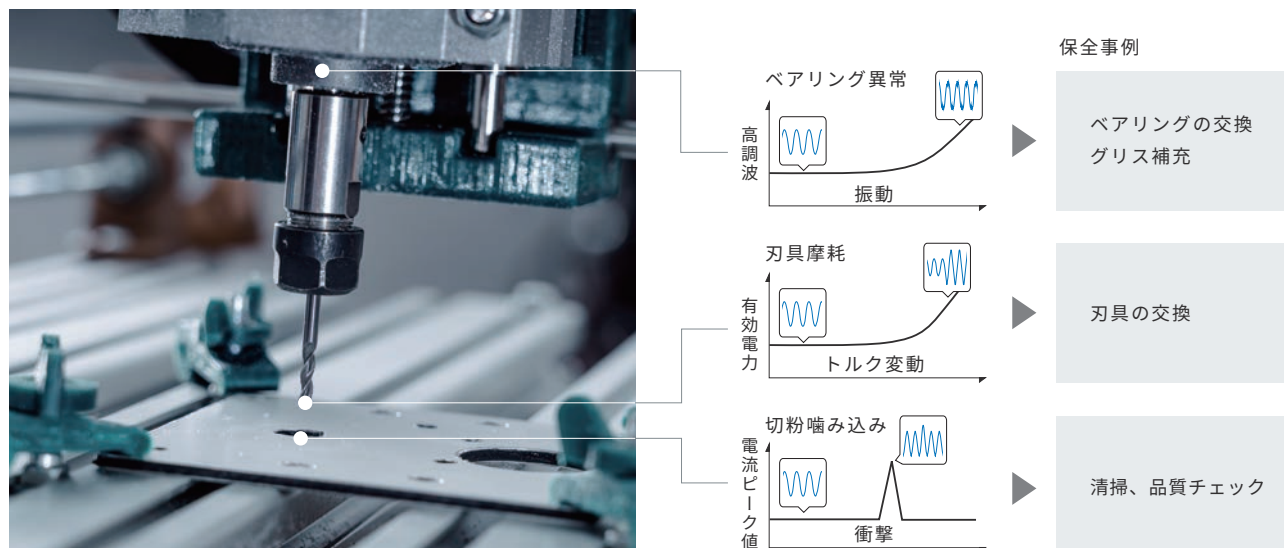 保全事例
ベアリング異常
高調波
振動
ベアリングの交換
グリス補充
刃具摩耗
有効電力
トルク変動
刃具の交換
切粉噛み込み
電流ピーク値
衝撃
清掃、品質チェック